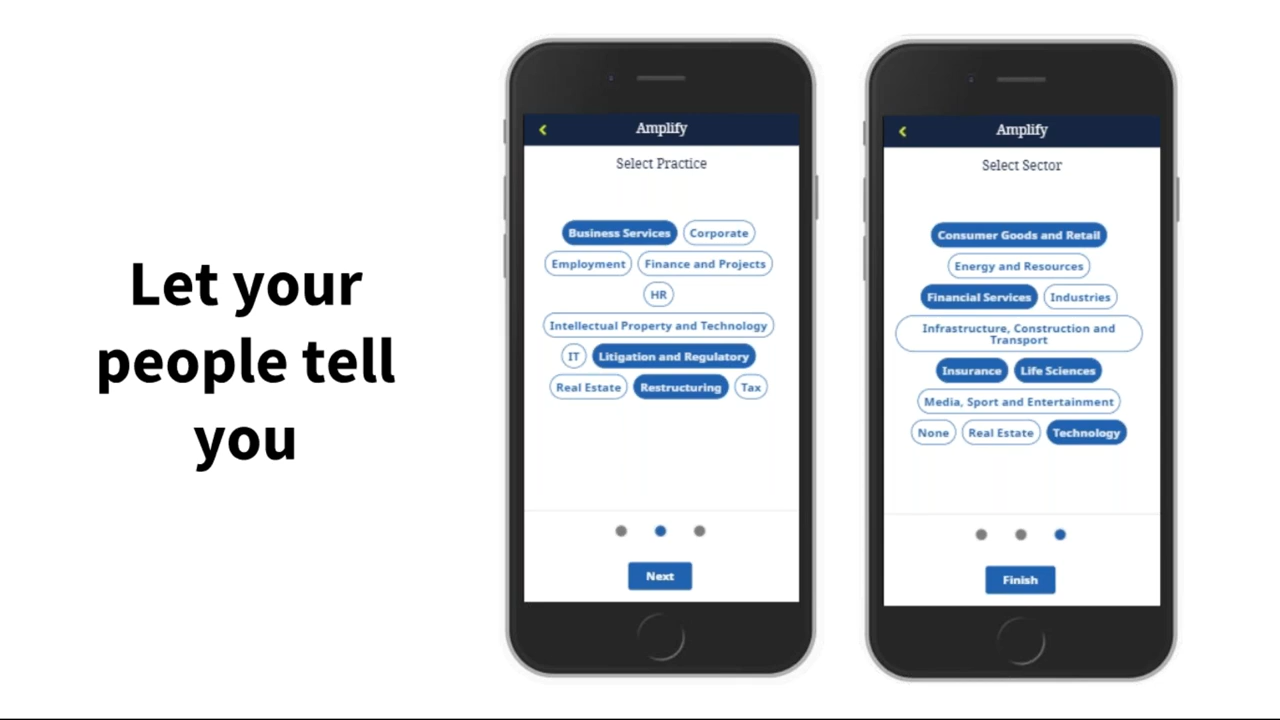 Let your
people tell
you
Amplify
Select Practice
Business Services
Corporate
Employment
Finance and Projects
HR
Intellectual Property and Technology
IT
Litigation and Regulatory
Real Estate
Restructuring
Tax
Next
Amplify
Select Sector
Consumer Goods and Retail
Energy and Resources
Financial Services
Industries
Infrastructure, Construction and
Transport
Insurance
Life Sciences
Media, Sport and Entertainment
None
Real Estate
Technology
Finish